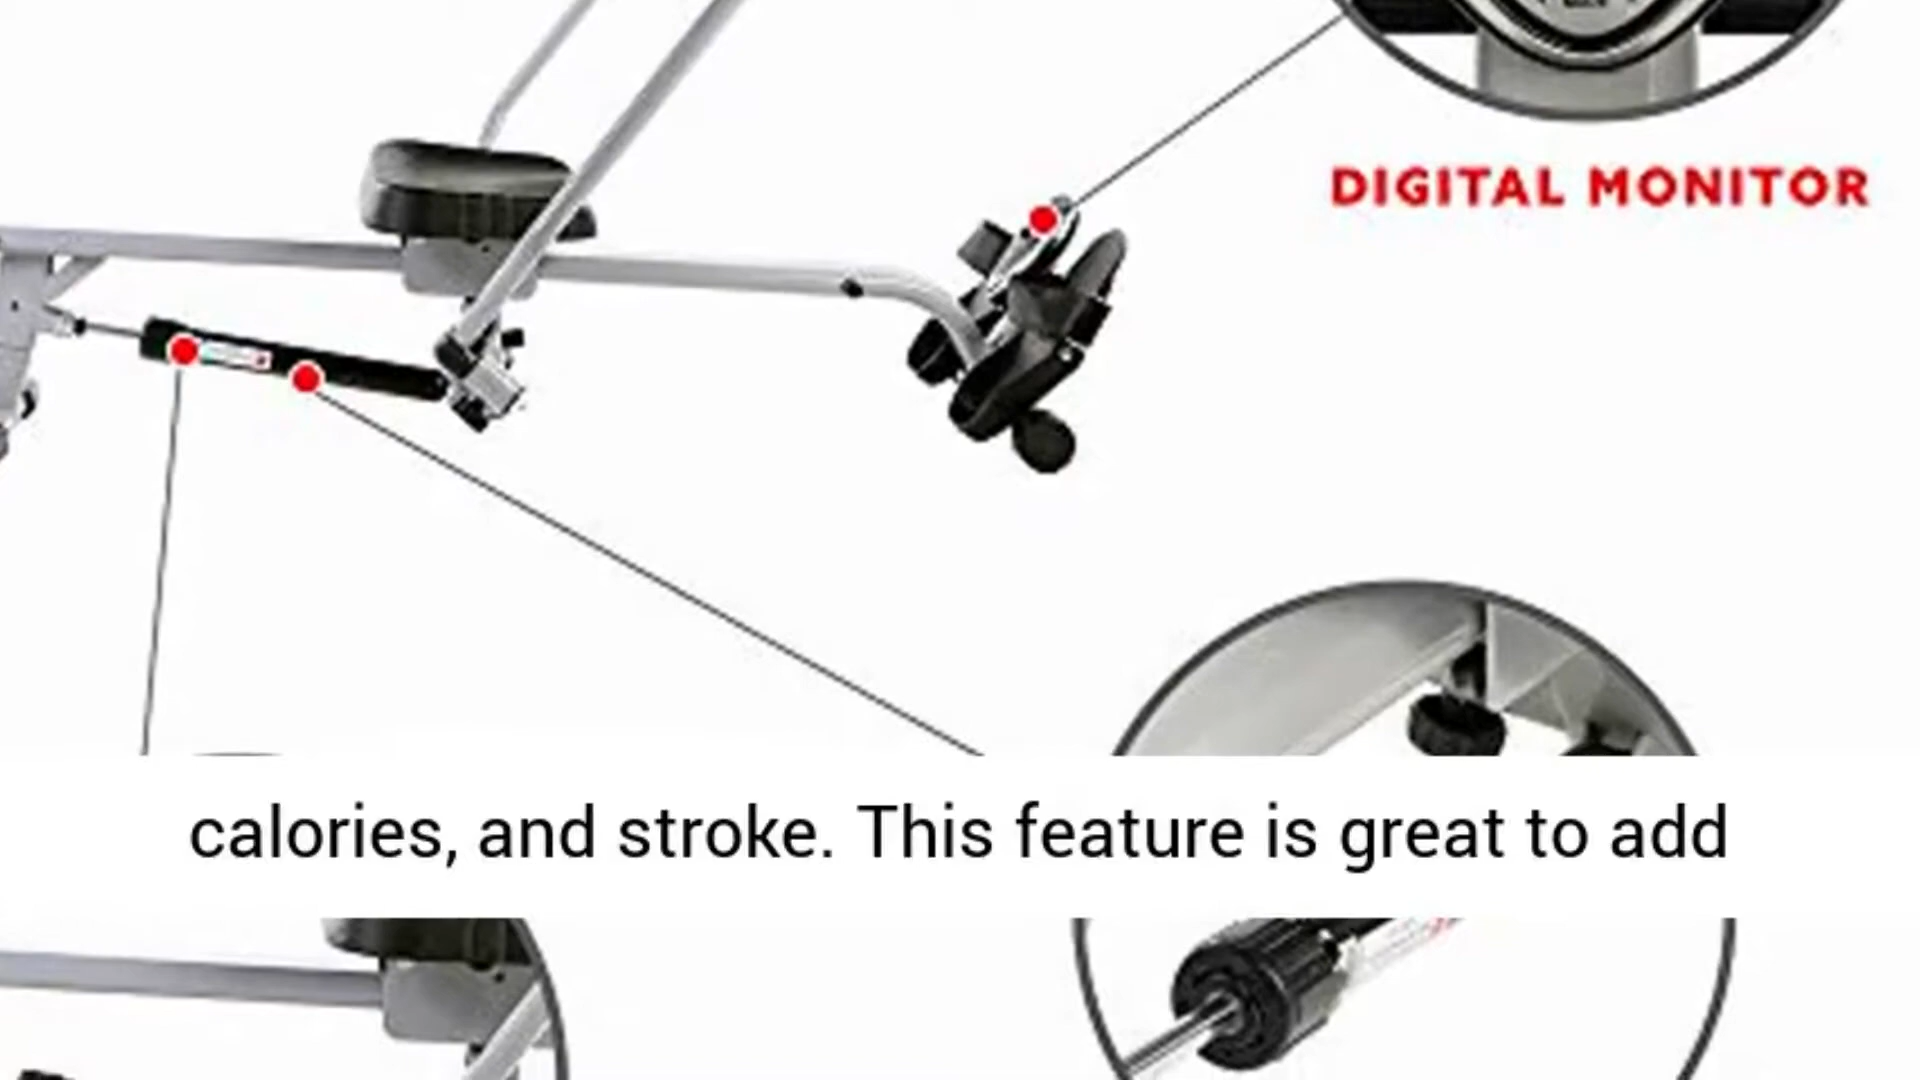 DIGITAL MONITOR
calories, and stroke. This feature is great to add